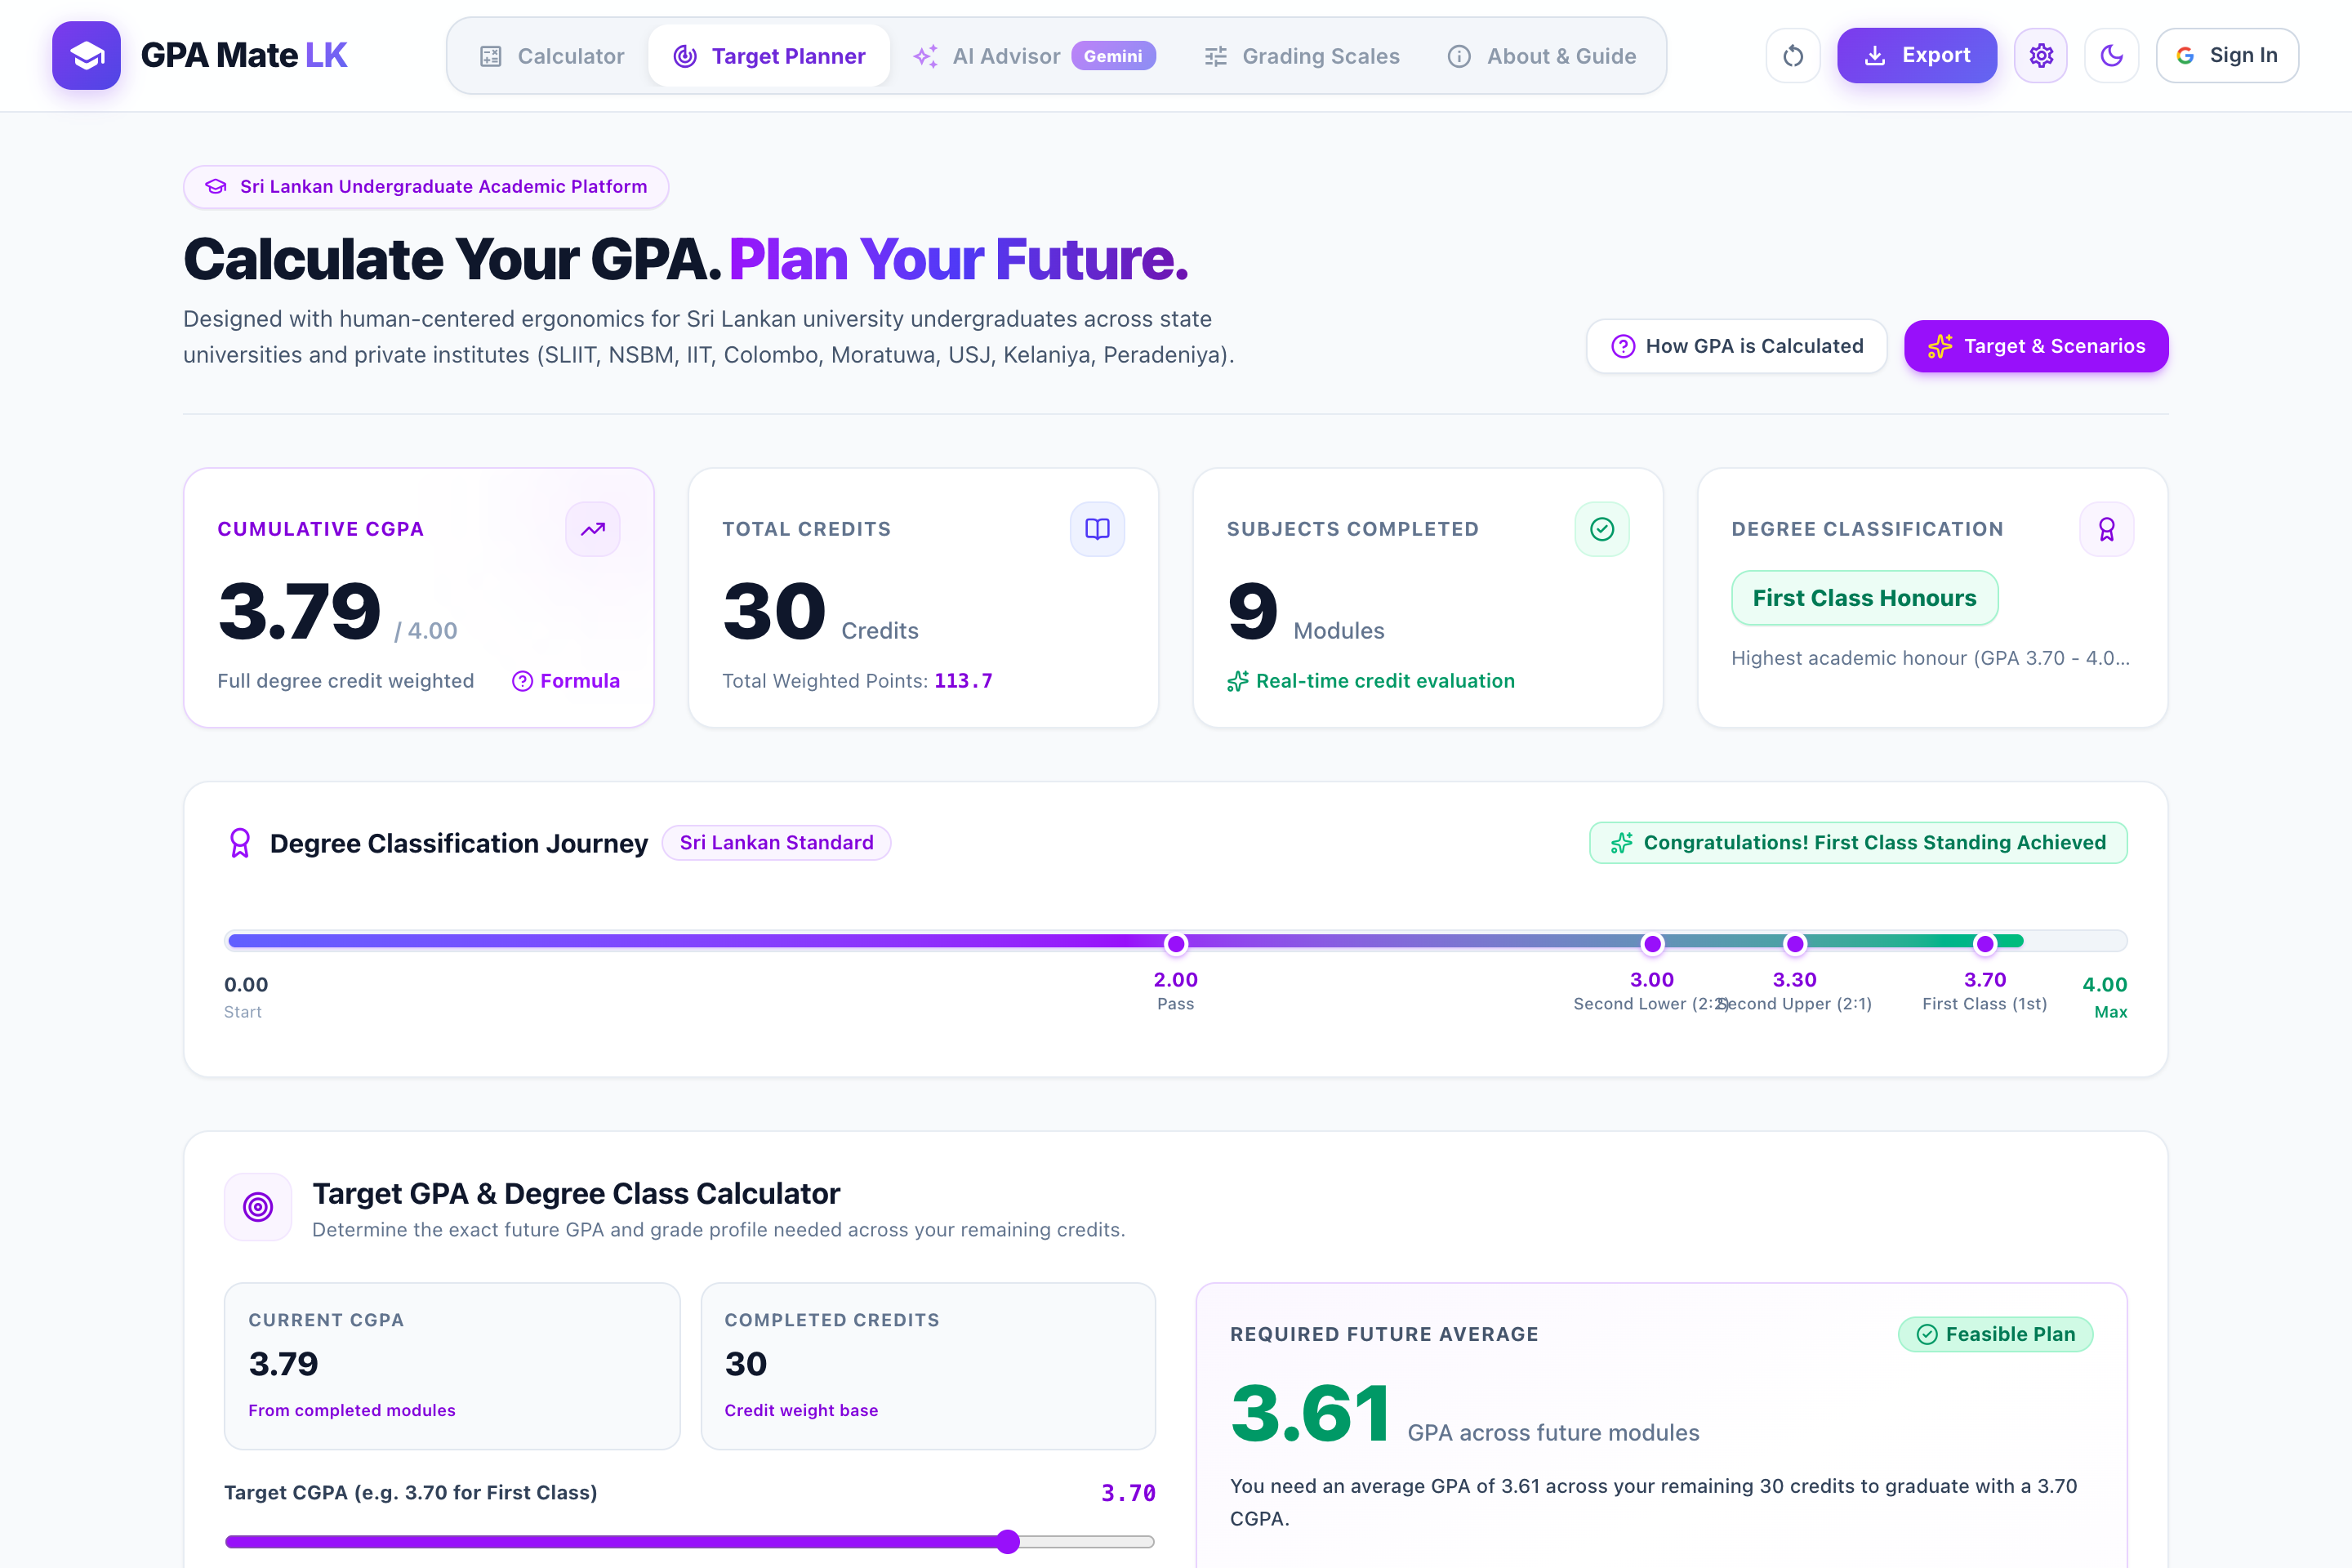 GPA Mate LK
Calculator
Target Planner
AI Advisor Gemini
Grading Scales
About & Guide
Export
Sign In
Sri Lankan Undergraduate Academic Platform
Calculate Your GPA. Plan Your Future.
Designed with human-centered ergonomics for Sri Lankan university undergraduates across state
universities and private institutes (SLIIT, NSBM, IIT, Colombo, Moratuwa, USJ, Kelaniya, Peradeniya).
How GPA is Calculated
Target & Scenarios
CUMULATIVE CGPA
3.79 / 4.00
Full degree credit weighted
Formula
TOTAL CREDITS
30 Credits
Total Weighted Points: 113.7
SUBJECTS COMPLETED
9 Modules
Real-time credit evaluation
DEGREE CLASSIFICATION
First Class Honours
Highest academic honour (GPA 3.70 - 4.0...
Degree Classification Journey
Sri Lankan Standard
Congratulations! First Class Standing Achieved
0.00
Start
2.00
Pass
3.00
Second Lower (2:2)
3.30
Second Upper (2:1)
3.70
First Class (1st)
4.00
Max
Target GPA & Degree Class Calculator
Determine the exact future GPA and grade profile needed across your remaining credits.
CURRENT CGPA
3.79
From completed modules
COMPLETED CREDITS
30
Credit weight base
Target CGPA (e.g. 3.70 for First Class)
3.70
REQUIRED FUTURE AVERAGE
Feasible Plan
3.61 GPA across future modules
You need an average GPA of 3.61 across your remaining 30 credits to graduate with a 3.70
CGPA.